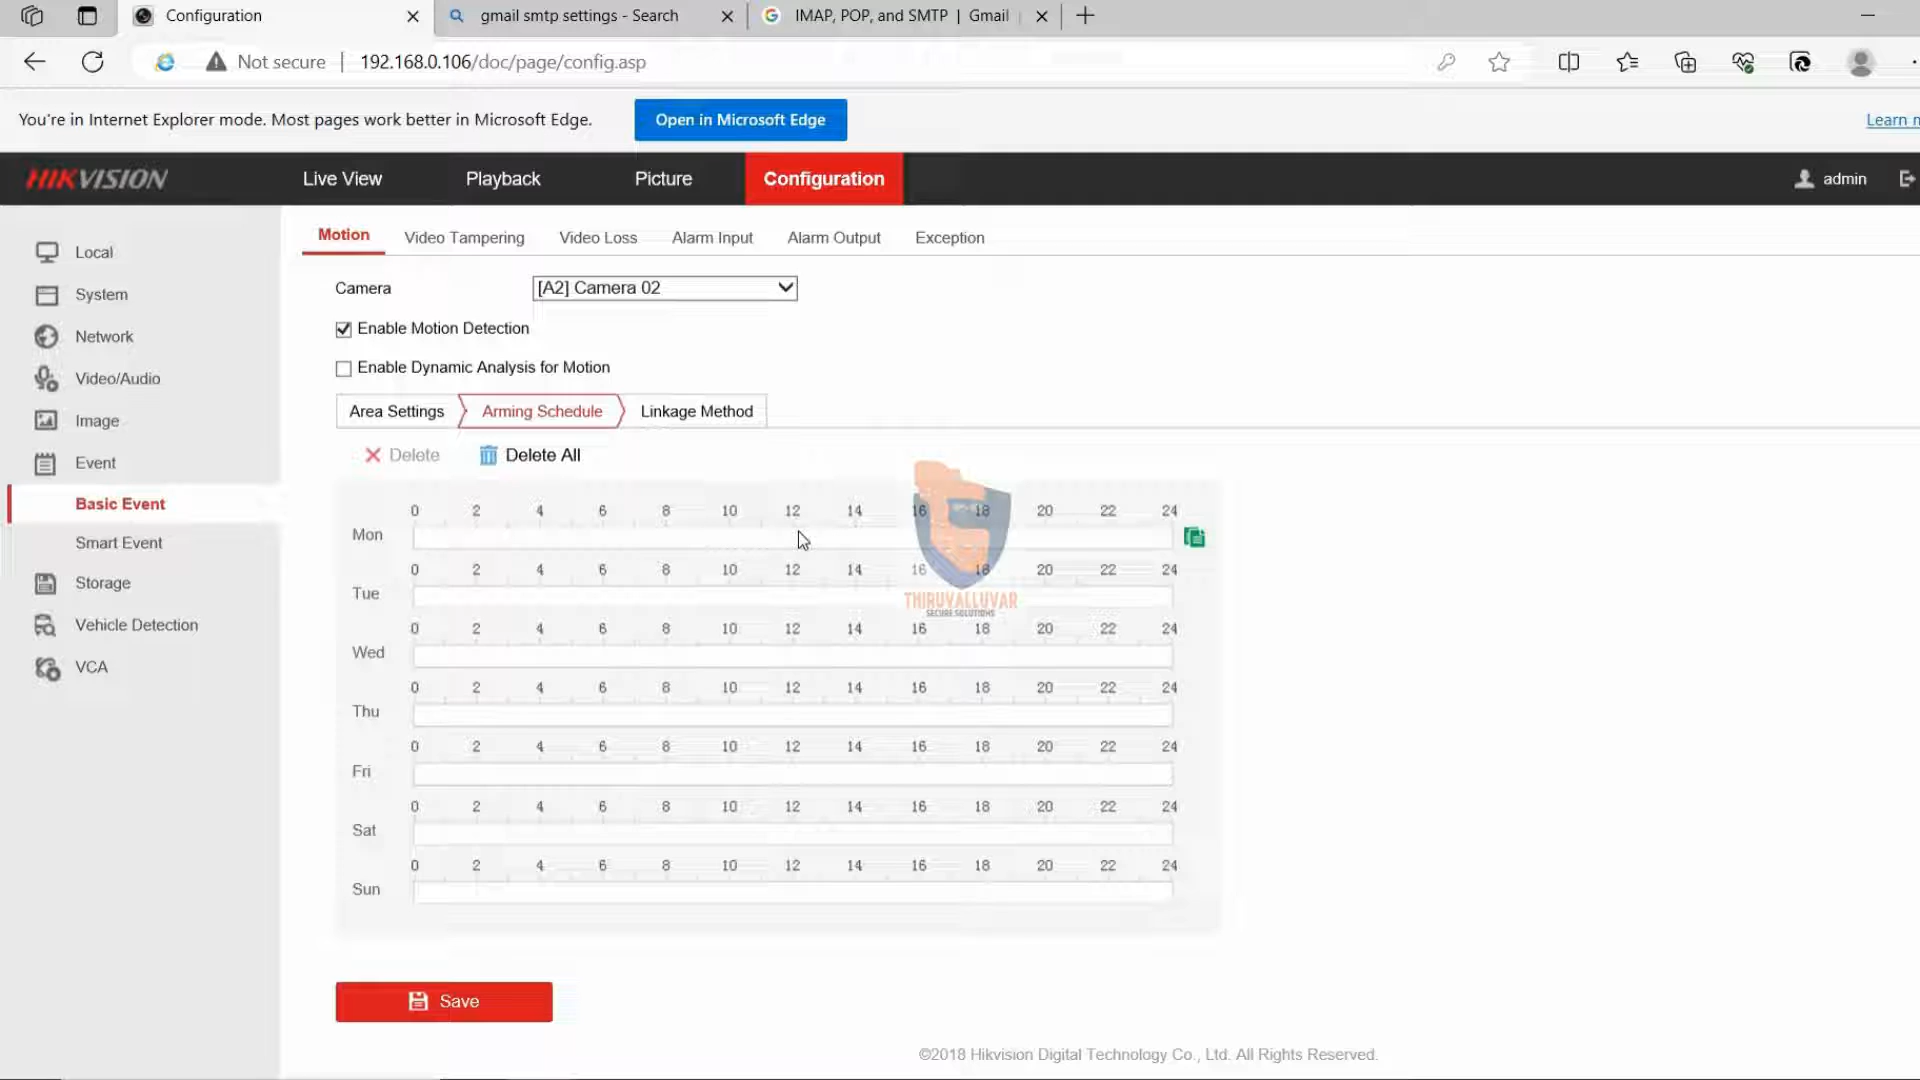 Configuration
gmail smtp settings - Search
IMAP, POP, and SMTP | Gmail
Not secure
192.168.0.106/doc/page/config.asp
You're in Internet Explorer mode. Most pages work better in Microsoft Edge.
Open in Microsoft Edge
Learn
HIKVISION
Live View
Playback
Picture
Configuration
admin
Local
System
Network
Video/Audio
Image
Event
Basic Event
Smart Event
Storage
Vehicle Detection
VCA
Motion
Video Tampering
Video Loss
Alarm Input
Alarm Output
Exception
Camera
[A2] Camera 02
Enable Motion Detection
Enable Dynamic Analysis for Motion
Area Settings
Arming Schedule
Linkage Method
Delete
Delete All
0 2 4 6 8 10 12 14 16 18 20 22 24
Mon
0 2 4 6 8 10 12 14 16 18 20 22 24
Tue
THIRUVALLUVAR
SECURE SOLUTIONS
0 2 4 6 8 10 12 14 16 18 20 22 24
Wed
0 2 4 6 8 10 12 14 16 18 20 22 24
Thu
0 2 4 6 8 10 12 14 16 18 20 22 24
Fri
0 2 4 6 8 10 12 14 16 18 20 22 24
Sat
0 2 4 6 8 10 12 14 16 18 20 22 24
Sun
Save
©2018 Hikvision Digital Technology Co., Ltd. All Rights Reserved.